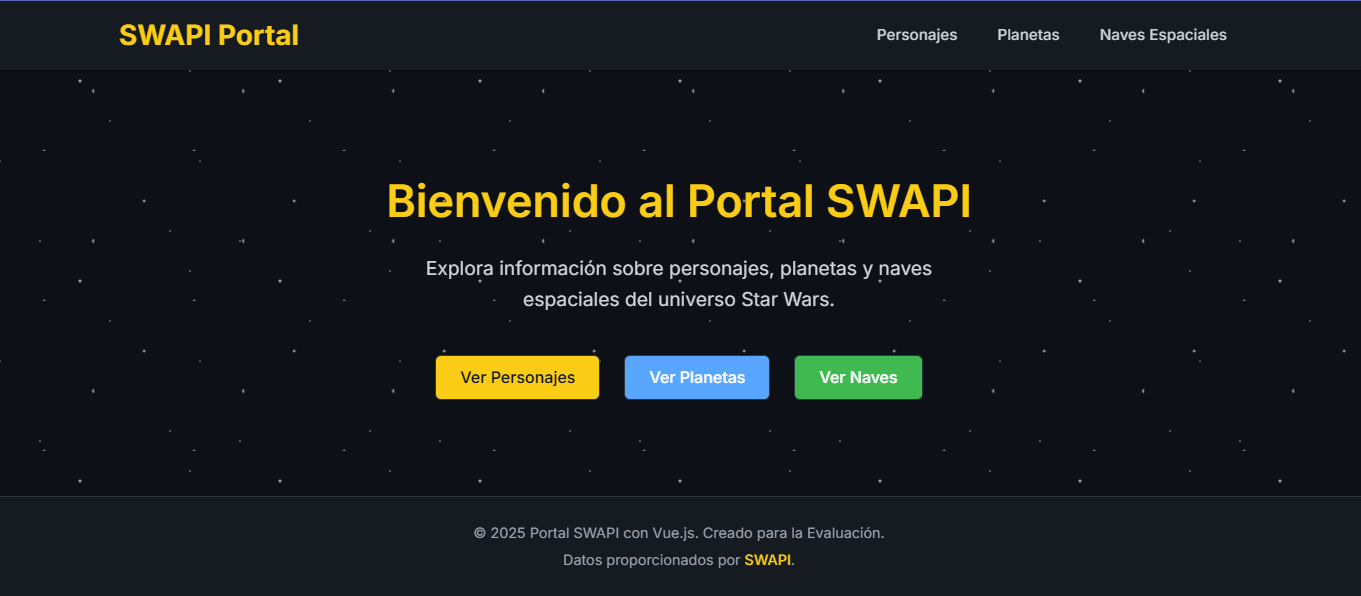 SWAPI Portal
Personajes
Planetas
Naves Espaciales
Bienvenido al Portal SWAPI
Explora información sobre personajes, planetas y naves
espaciales del universo Star Wars.
Ver Personajes
Ver Planetas
Ver Naves
© 2025 Portal SWAPI con Vue.js. Creado para la Evaluación.
Datos proporcionados por SWAPI.